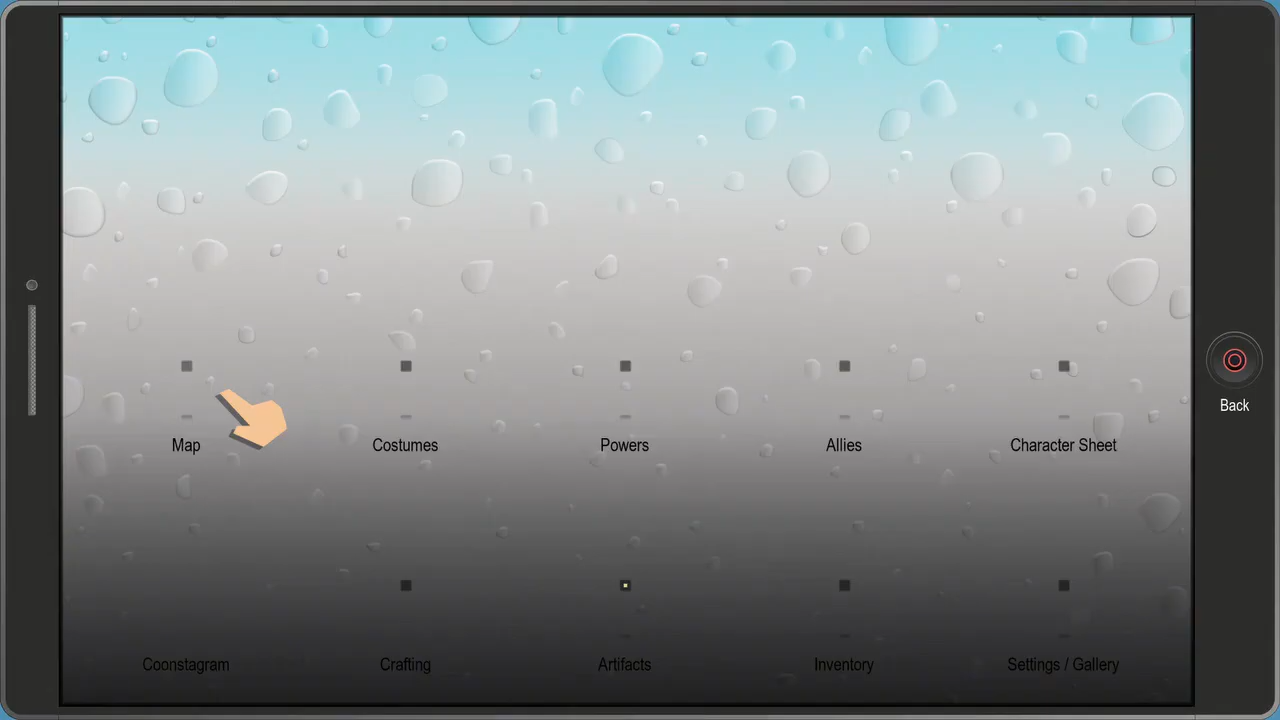 Back
Map
Costumes
Powers
Allies
Character Sheet
Coonstagram
Crafting
Artifacts
Inventory
Settings / Gallery